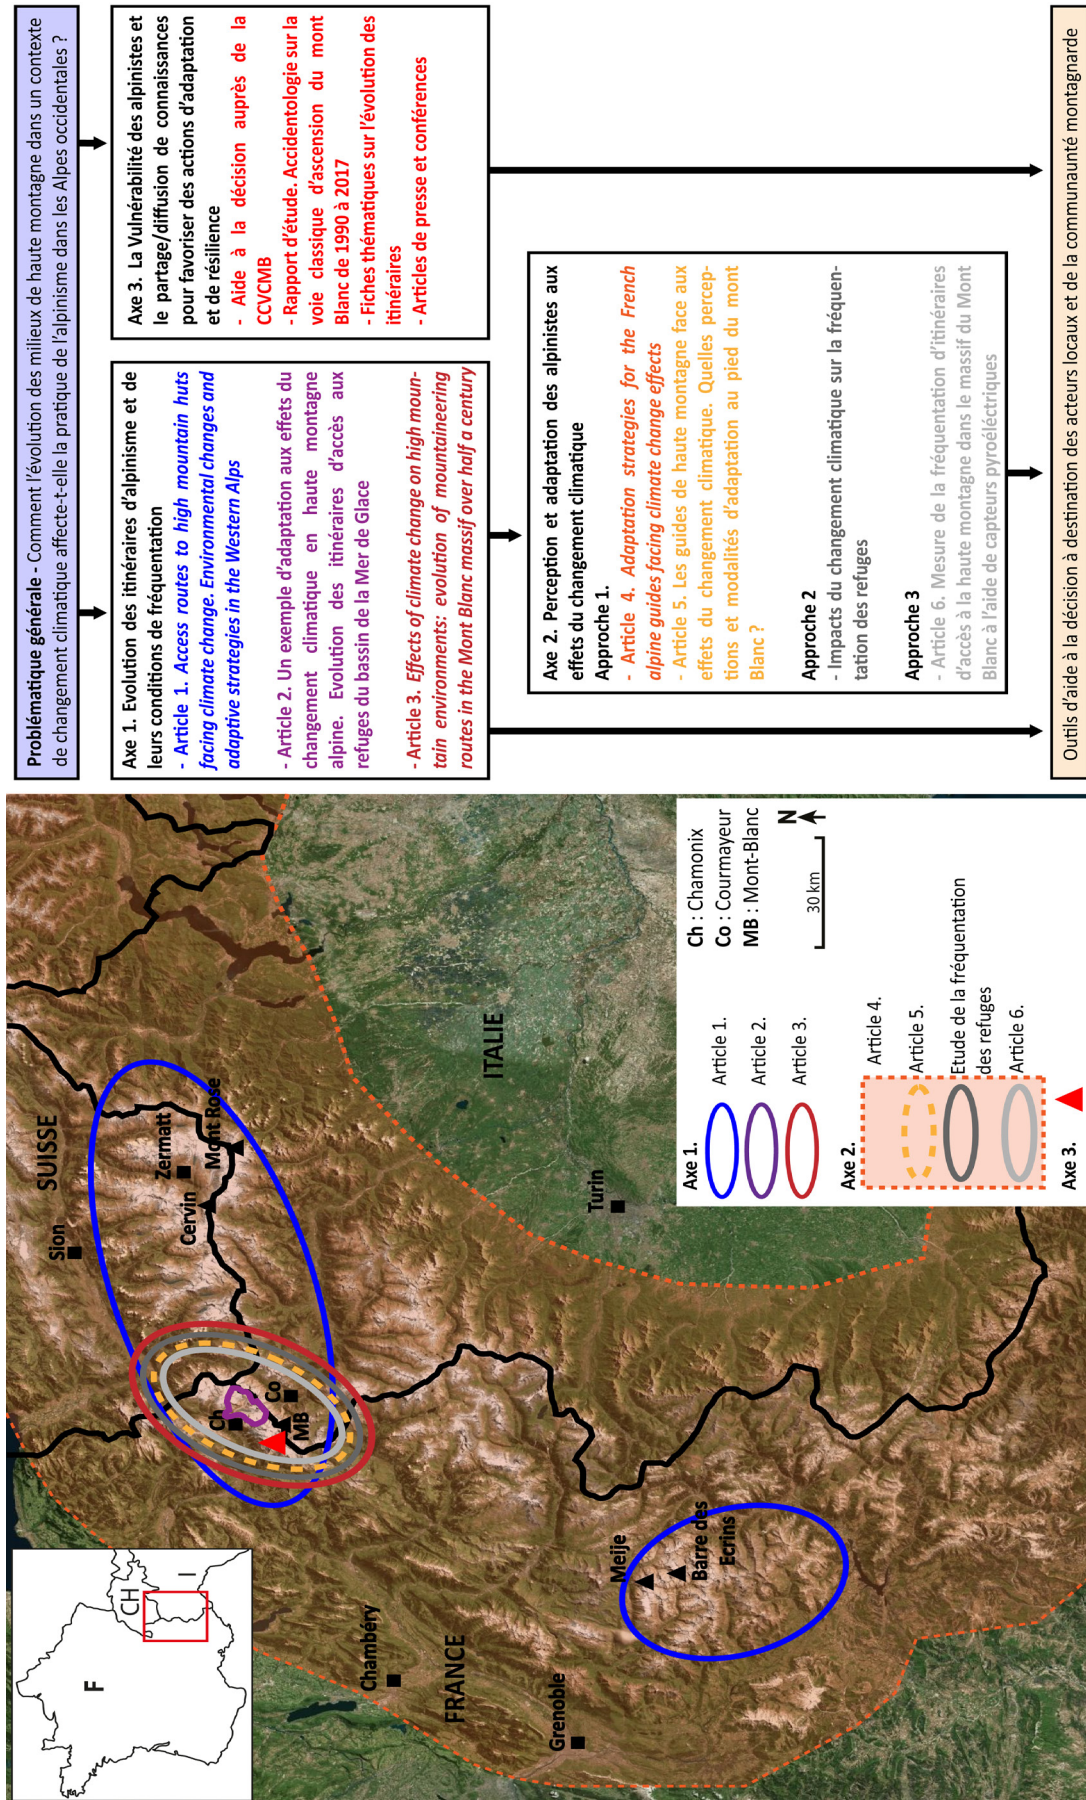 Problématique générale - Comment l'évolution des milieux de haute montagne dans un contexte
de changement climatique affecte-t-elle la pratique de l'alpinisme dans les Alpes occidentales ?
Axe 1. Evolution des itinéraires d'alpinisme et de
leurs conditions de fréquentation
- Article 1. Access routes to high mountain huts
facing climate change. Environmental changes and
adaptive strategies in the Western Alps
- Article 2. Un exemple d'adaptation aux effets du
changement climatique en haute montagne
alpine. Evolution des itinéraires d'accès aux
refuges du bassin de la Mer de Glace
- Article 3. Effects of climate change on high moun-
tain environments: evolution of mountaineering
routes in the Mont Blanc massif over half a century
Axe 3. La Vulnérabilité des alpinistes et
le partage/diffusion de connaissances
pour favoriser des actions d'adaptation
et de résilience
- Aide à la décision auprès de la
CCVCMB
- Rapport d'étude. Accidentologie sur la
voie classique d'ascension du mont
Blanc de 1990 à 2017
- Fiches thématiques sur l'évolution des
itinéraires
- Articles de presse et conférences
Axe 2. Perception et adaptation des alpinistes aux
effets du changement climatique
Approche 1.
- Article 4. Adaptation strategies for the French
alpine guides facing climate change effects
- Article 5. Les guides de haute montagne face aux
effets du changement climatique. Quelles percep-
tions et modalités d'adaptation au pied du mont
Blanc ?
Approche 2
- Impacts du changement climatique sur la fréquen-
tation des refuges
Approche 3
- Article 6. Mesure de la fréquentation d'itinéraires
d'accès à la haute montagne dans le massif du Mont
Blanc à l'aide de capteurs pyroéléctriques
Outils d'aide à la décision à destination des acteurs locaux et de la communauté montagnarde
F
CH
I
SUISSE
Sion
Zermatt
Cervin
Mont Rose
Ch
Co
MB
ITALIE
Turin
Chambéry
FRANCE
Grenoble
Meije
Barre des
Ecrins
Axe 1.
Article 1.
Article 2.
Article 3.
Axe 2.
Article 4.
Article 5.
Etude de la fréquentation
des refuges
Article 6.
Axe 3.
Ch : Chamonix
Co : Courmayeur
MB : Mont-Blanc
30 km
N